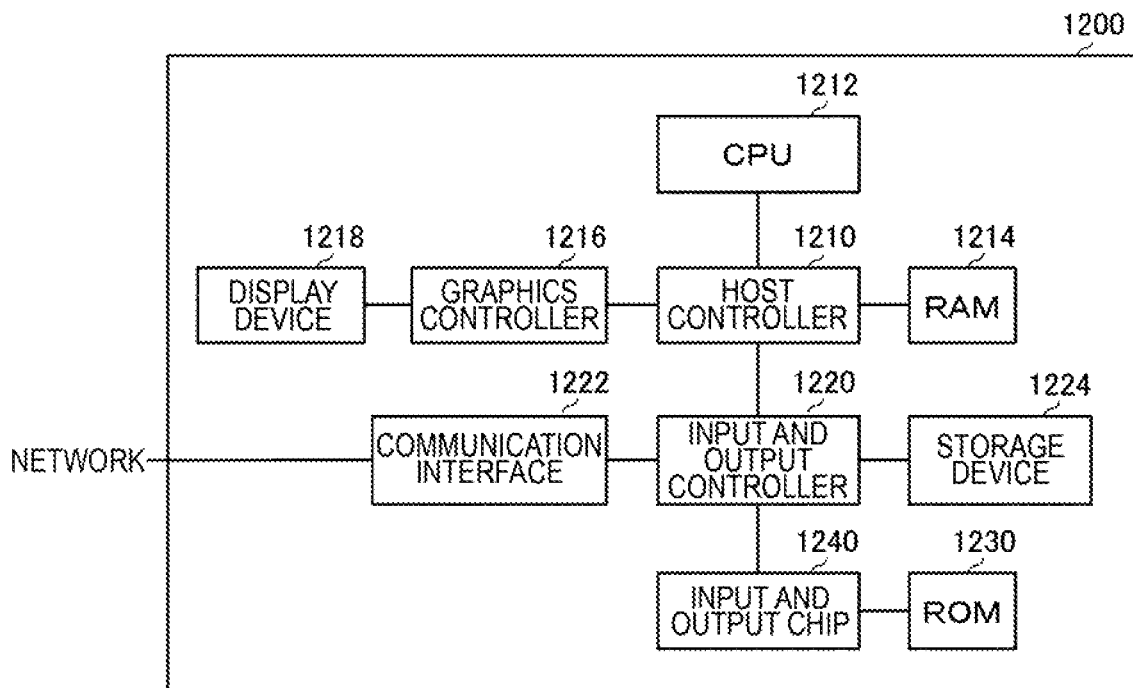 1200
1212
CPU
1218
1216
1210
1214
DISPLAY
DEVICE
GRAPHICS
CONTROLLER
HOST
CONTROLLER
RAM
1222
1220
1224
NETWORK
COMMUNICATION
INTERFACE
INPUT AND
OUTPUT
CONTROLLER
STORAGE
DEVICE
1240
1230
INPUT AND
OUTPUT CHIP
ROM